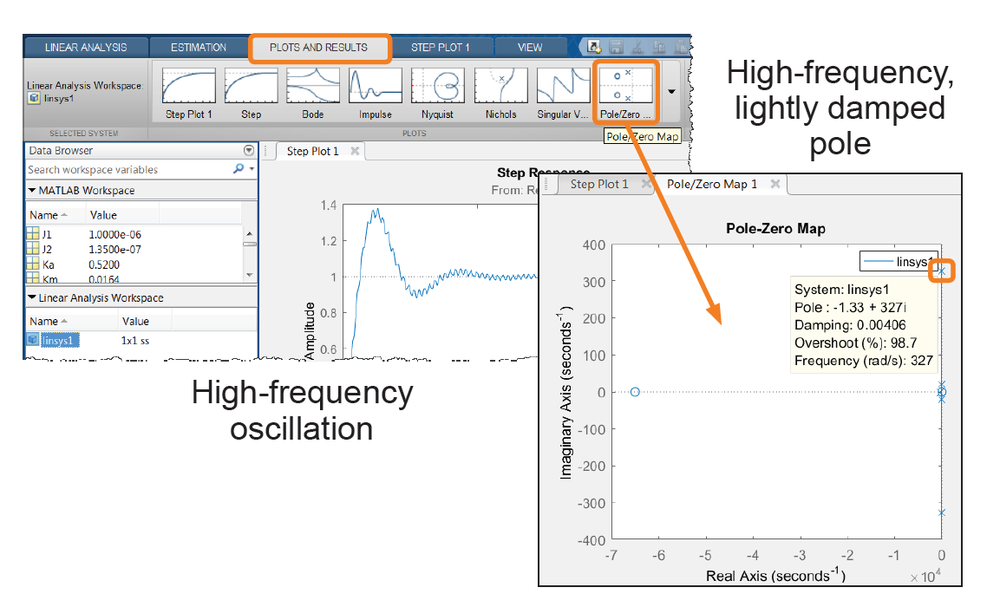 LINEAR ANALYSIS
ESTIMATION
PLOTS AND RESULTS
STEP PLOT 1
VIEW
Linear Analysis Workspace:
linsys1
Step Plot 1
Step
Bode
Impulse
Nyquist
Nichols
Singular V...
Pole/Zero ...
SELECTED SYSTEM
PLOTS
Pole/Zero Map
High-frequency,
lightly damped
pole
Data Browser
Search workspace variables
MATLAB Workspace
Name Value
J1 1.0000e-06
J2 1.3500e-07
Ka 0.5200
Km 0.0164
Linear Analysis Workspace
Name Value
linsys1 1x1 ss
Step Plot 1
Step Response
From: Re
1.4
1.2
1
0.8
0.6
Amplitude
High-frequency
oscillation
Step Plot 1
Pole/Zero Map 1
Pole-Zero Map
linsys1
System: linsys1
Pole : -1.33 + 327i
Damping: 0.00406
Overshoot (%): 98.7
Frequency (rad/s): 327
400
300
200
100
0
-100
-200
-300
-400
Imaginary Axis (seconds⁻¹)
-7 -6 -5 -4 -3 -2 -1 0
Real Axis (seconds⁻¹)
×10⁴